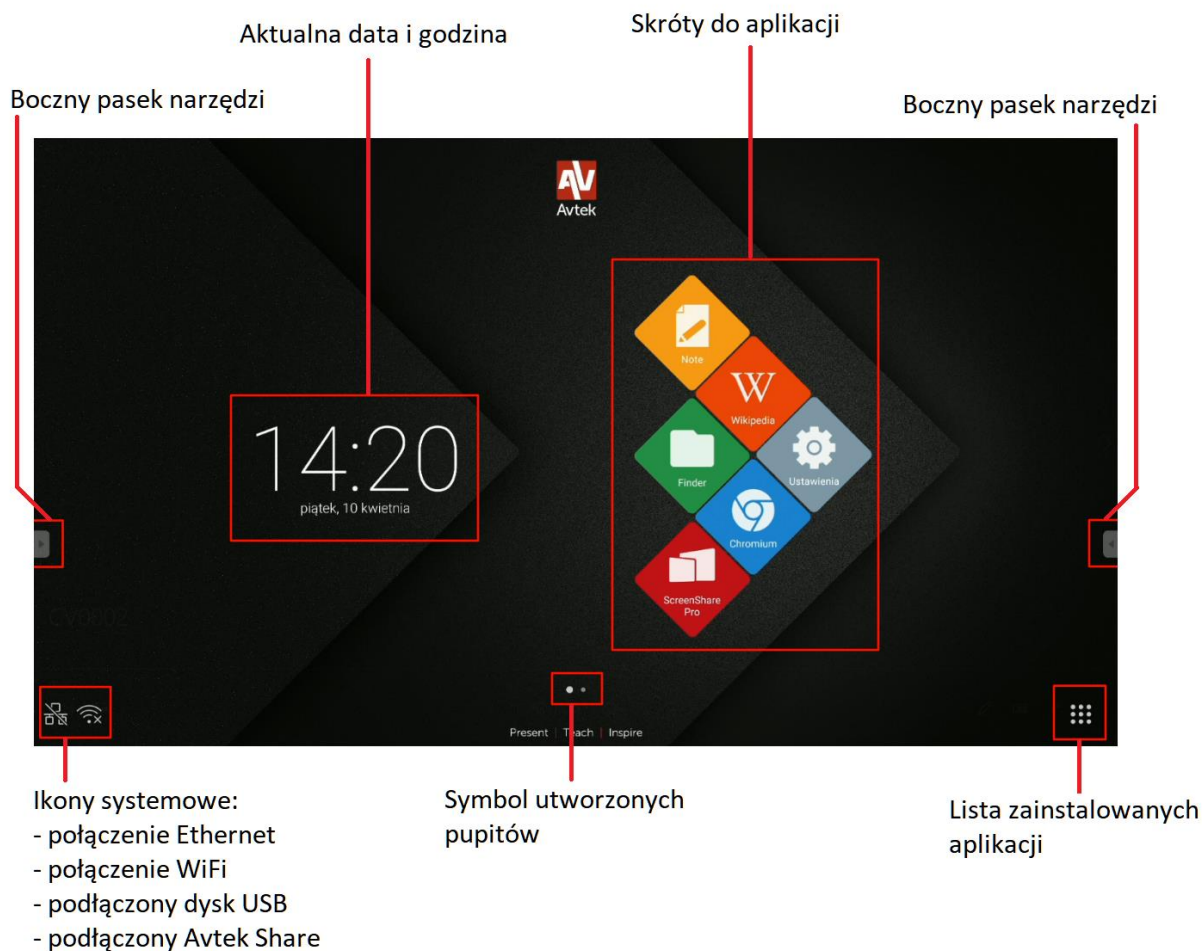 Aktualna data i godzina
Skróty do aplikacji
Boczny pasek narzędzi
Boczny pasek narzędzi
AV
Avtek
Note
W
Wikipedia
14:20
piątek, 10 kwietnia
Finder
Ustawienia
Chromium
ScreenShare
Pro
Present | Teach | Inspire
Ikony systemowe:
- połączenie Ethernet
- połączenie WiFi
- podłączony dysk USB
- podłączony Avtek Share
Symbol utworzonych
pupitów
Lista zainstalowanych
aplikacji